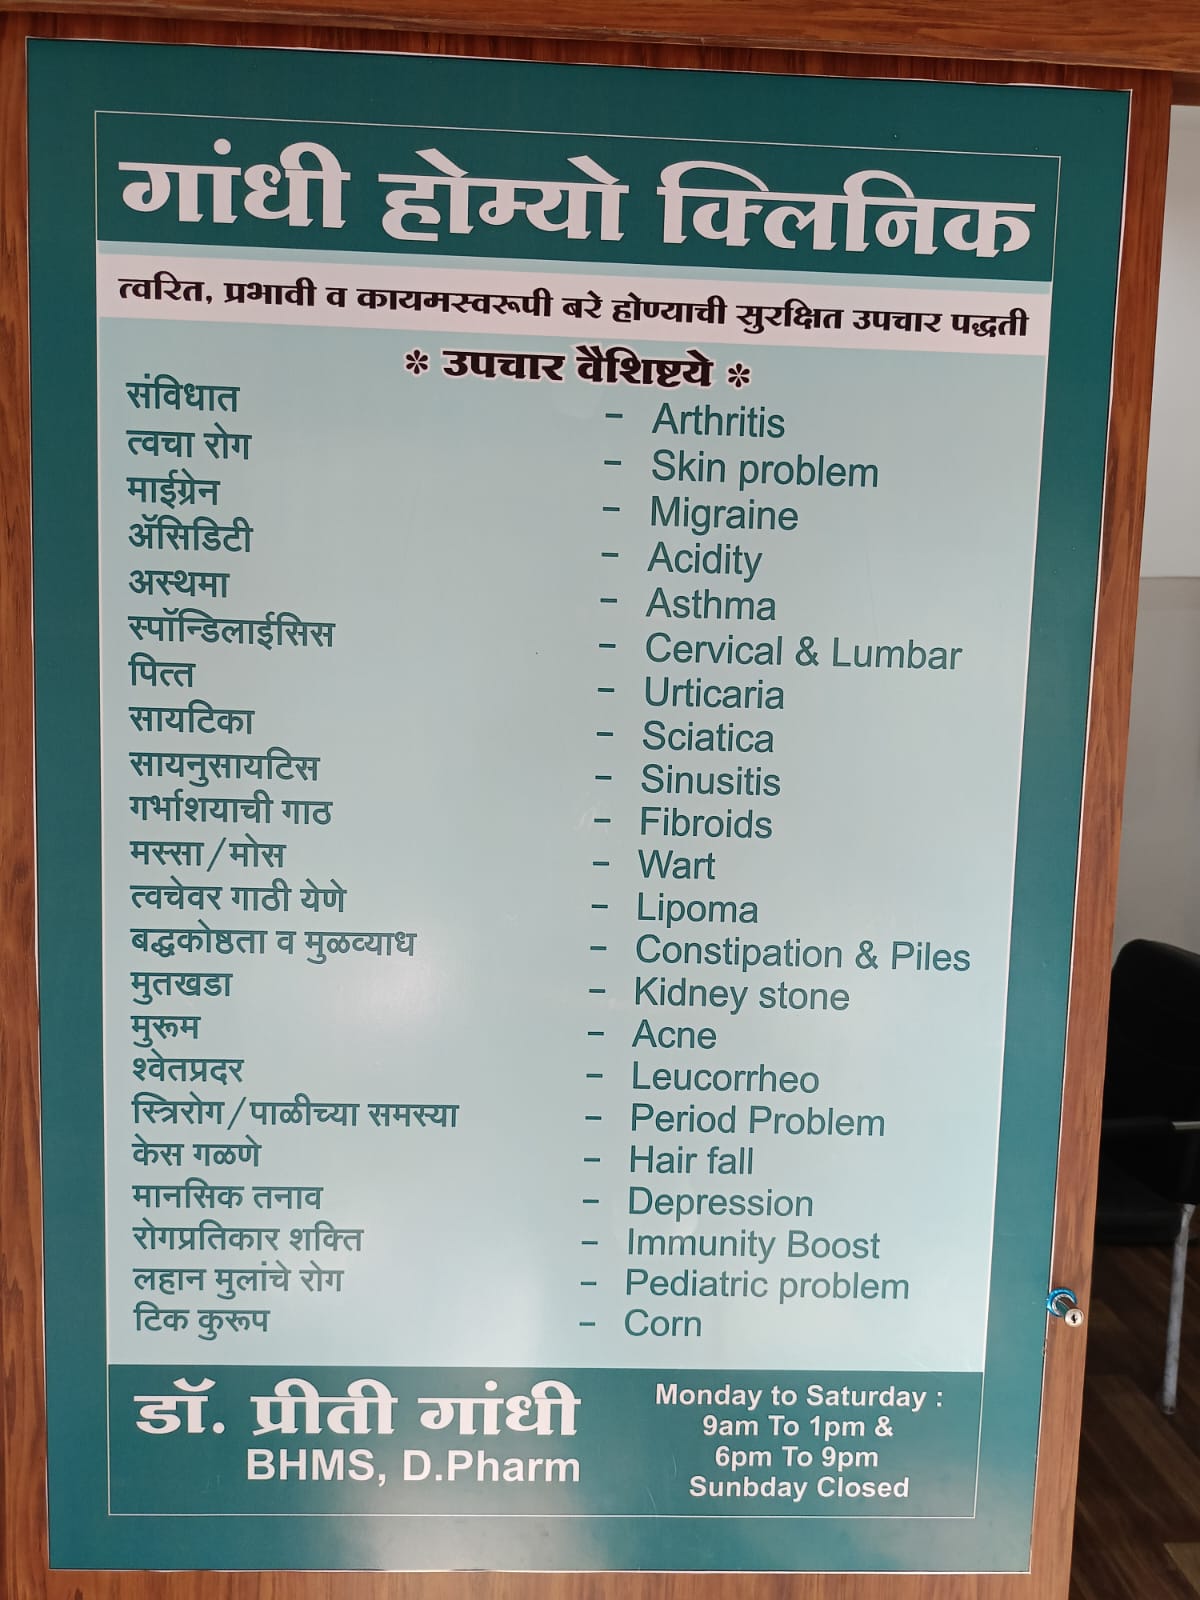 गांधी होम्यो क्लिनिक
त्वरित, प्रभावी व कायमस्वरूपी बरे होण्याची सुरक्षित उपचार पद्धती
* उपचार वैशिष्टये *
संविधात - Arthritis
त्वचा रोग - Skin problem
माईग्रेन - Migraine
ॲसिडिटी - Acidity
अस्थमा - Asthma
स्पॉन्डिलाईसिस - Cervical & Lumbar
पित्त - Urticaria
सायटिका - Sciatica
सायनुसायटिस - Sinusitis
गर्भाशयाची गाठ - Fibroids
मस्सा/मोस - Wart
त्वचेवर गाठी येणे - Lipoma
बद्धकोष्ठता व मुळव्याध - Constipation & Piles
मुतखडा - Kidney stone
मुरूम - Acne
श्वेतप्रदर - Leucorrheo
स्त्रिरोग/पाळीच्या समस्या - Period Problem
केस गळणे - Hair fall
मानसिक तनाव - Depression
रोगप्रतिकार शक्ति - Immunity Boost
लहान मुलांचे रोग - Pediatric problem
टिक कुरूप - Corn
डॉ. प्रीती गांधी
BHMS, D.Pharm
Monday to Saturday :
9am To 1pm &
6pm To 9pm
Sunbday Closed